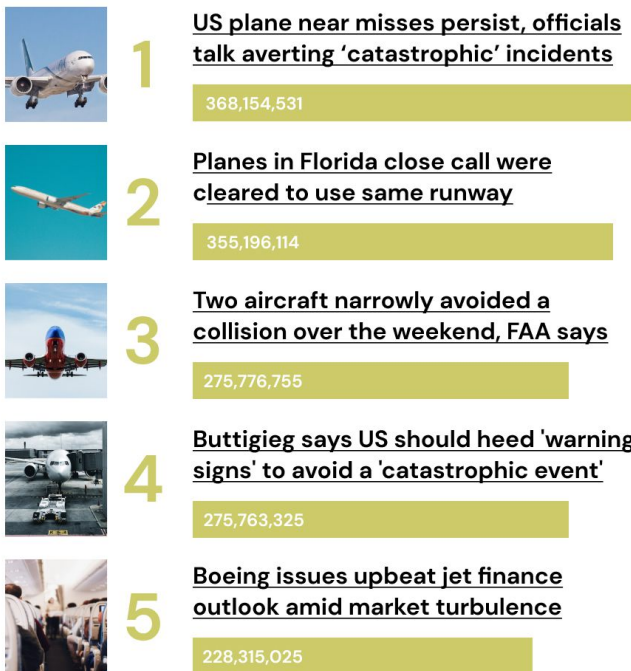 1
US plane near misses persist, officials
talk averting ‘catastrophic’ incidents
368,154,531
2
Planes in Florida close call were
cleared to use same runway
355,196,114
3
Two aircraft narrowly avoided a
collision over the weekend, FAA says
275,776,755
4
Buttigieg says US should heed 'warning
signs' to avoid a 'catastrophic event'
275,763,325
5
Boeing issues upbeat jet finance
outlook amid market turbulence
228,315,025